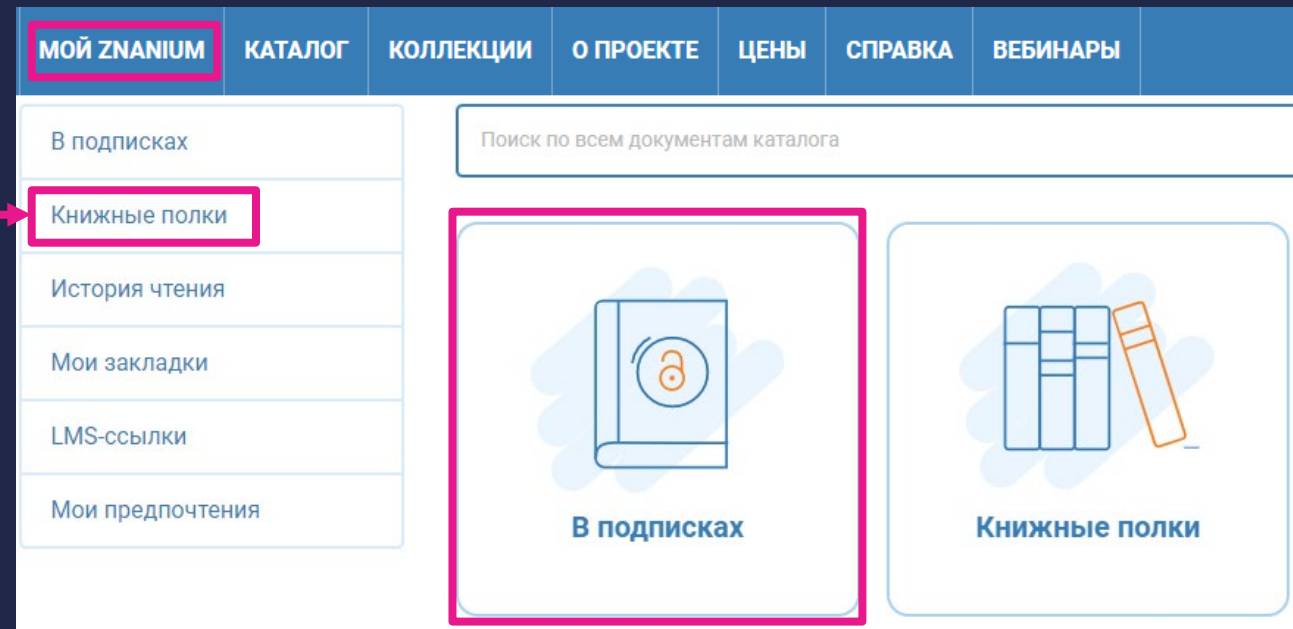 МОЙ ZNANIUM КАТАЛОГ КОЛЛЕКЦИИ О ПРОЕКТЕ ЦЕНЫ СПРАВКА ВЕБИНАРЫ
В подписках
Книжные полки
История чтения
Мои закладки
LMS-ссылки
Мои предпочтения
Поиск по всем документам каталога
В подписках
Книжные полки